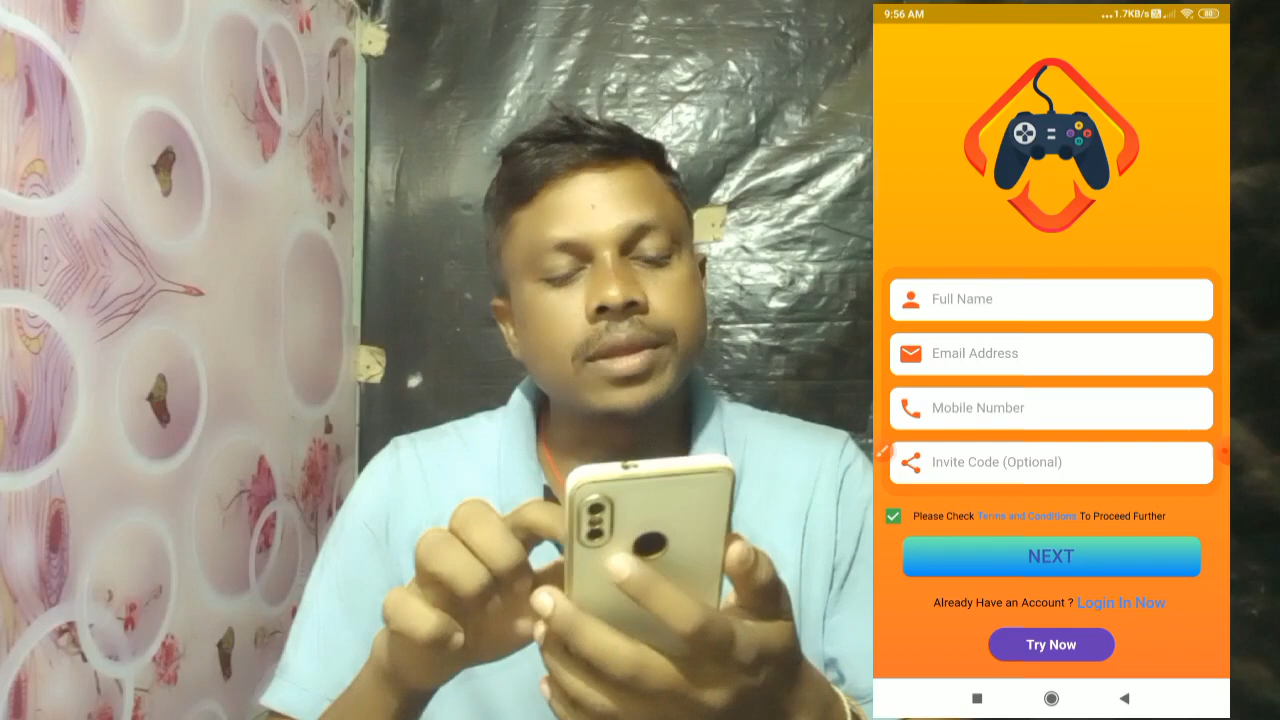 9:56 AM
...1.7KB/s
80
Full Name
Email Address
Mobile Number
Invite Code (Optional)
Please Check Terms and Conditions To Proceed Further
NEXT
Already Have an Account ? Login In Now
Try Now